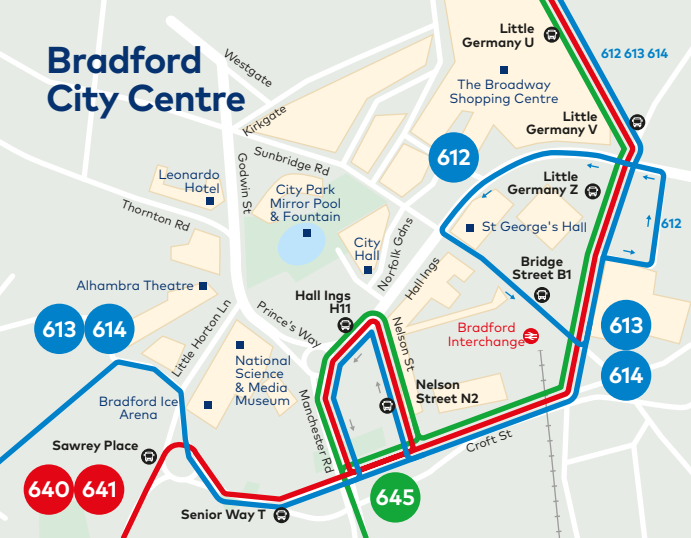 Bradford
City Centre
Little
Germany U
612 613 614
The Broadway
Shopping Centre
Westgate
Kirkgate
Little
Germany V
612
Sunbridge Rd
Godwin St
Leonardo
Hotel
City Park
Mirror Pool
& Fountain
Little
Germany Z
Thornton Rd
St George's Hall
612
City
Hall
Norfolk Gdns
Hall Ings
Bridge
Street B1
Alhambra Theatre
Hall Ings
H11
Prince's Way
Little Horton Ln
613
614
613
614
Bradford
Interchange
Nelson St
National
Science
& Media
Museum
Nelson
Street N2
Bradford Ice
Arena
Manchester Rd
Croft St
Sawrey Place
640
641
645
Senior Way T